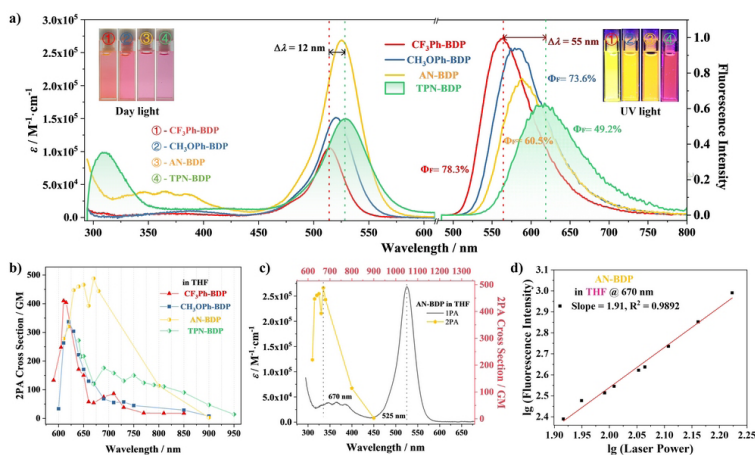 a)
3.0x10⁵
2.5x10⁵
2.0x10⁵
1.5x10⁵
1.0x10⁵
5.0x10⁴
0.0
ε / M⁻¹·cm⁻¹
① ② ③ ④
Day light
① - CF₃Ph-BDP
② - CH₃OPh-BDP
③ - AN-BDP
④ - TPN-BDP
Δλ = 12 nm
CF₃Ph-BDP
CH₃OPh-BDP
AN-BDP
TPN-BDP
Δλ = 55 nm
ΦF= 73.6%
ΦF= 78.3%
ΦF= 60.5%
ΦF= 49.2%
① ② ③ ④
UV light
1.0
0.8
0.6
0.4
0.2
0.0
Fluorescence Intensity
300 350 400 450 500 550 600 500 550 600 650 700 750 800
Wavelength / nm
b)
500
400
300
200
100
0
2PA Cross Section / GM
in THF
CF₃Ph-BDP
CH₃OPh-BDP
AN-BDP
TPN-BDP
600 650 700 750 800 850 900 950
Wavelength / nm
c)
600 700 800 900 1000 1100 1200 1300
2.5x10⁵
2.0x10⁵
1.5x10⁵
1.0x10⁵
5.0x10⁴
0.0
ε / M⁻¹·cm⁻¹
AN-BDP in THF
1PA
2PA
670 nm
525 nm
500
400
300
200
100
0
2PA Cross Section / GM
300 350 400 450 500 550 600 650
Wavelength / nm
d)
3.0
2.9
2.8
2.7
2.6
2.5
2.4
lg (Fluorescence Intensity)
AN-BDP
in THF @ 670 nm
Slope = 1.91, R² = 0.9892
1.90 1.95 2.00 2.05 2.10 2.15 2.20 2.25
lg (Laser Power)